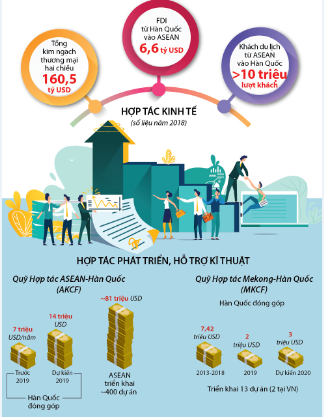 Tổng
kim ngạch
thương mại
hai chiều
160,5
tỷ USD
FDI
từ Hàn Quốc
vào ASEAN
6,6 tỷ USD
Khách du lịch
từ ASEAN
vào Hàn Quốc
>10 triệu
lượt khách
HỢP TÁC KINH TẾ
(số liệu năm 2018)
HỢP TÁC PHÁT TRIỂN, HỖ TRỢ KĨ THUẬT
Quỹ Hợp tác ASEAN-Hàn Quốc
(AKCF)
7 triệu
USD/năm
14 triệu
USD
~81 triệu USD
Trước
2019
Dự kiến
2019
Hàn Quốc
đóng góp
ASEAN
triển khai
~400 dự án
Quỹ Hợp tác Mekong-Hàn Quốc
(MKCF)
Hàn Quốc đóng góp
7,42
triệu USD
2
triệu USD
3
triệu USD
2013-2018
2019
Dự kiến 2020
Triển khai 13 dự án (2 tại VN)